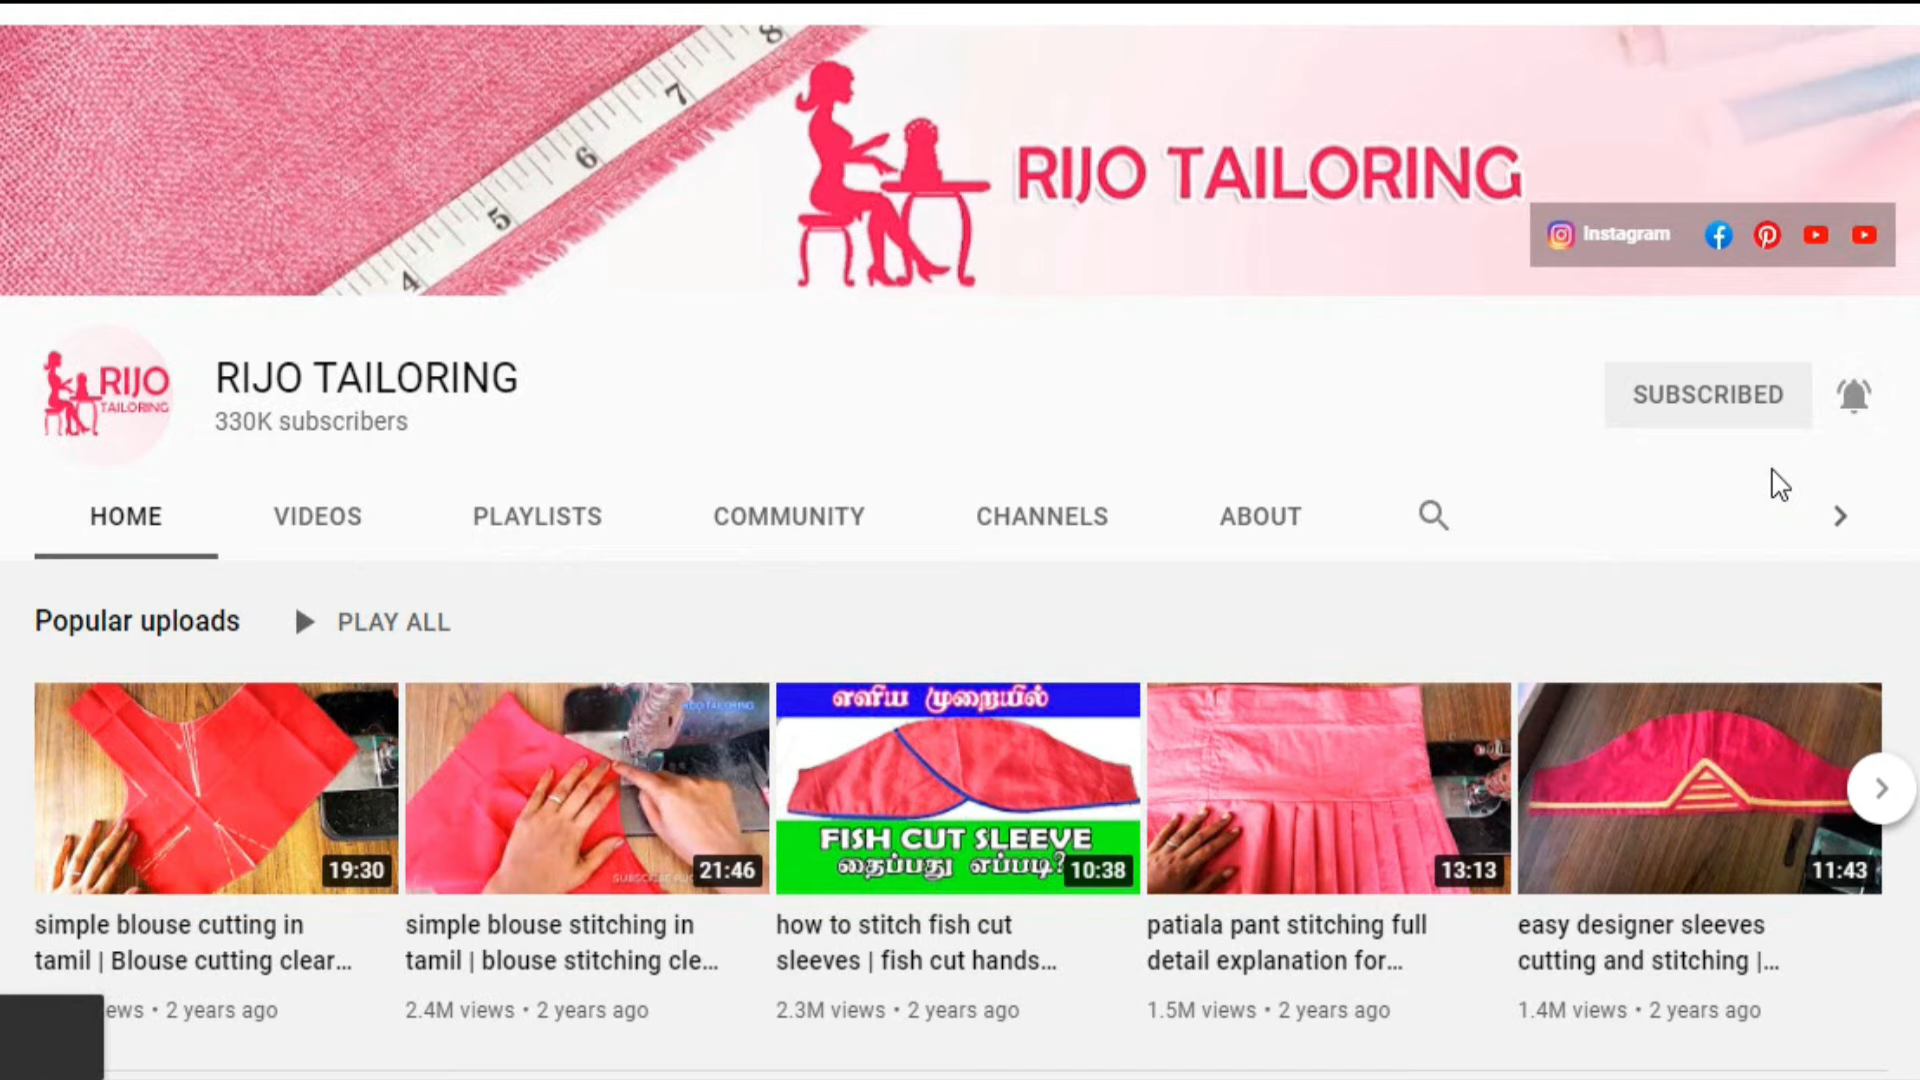 4 5 6 7 8
RIJO TAILORING
Instagram
RIJO
TAILORING
RIJO TAILORING
330K subscribers
SUBSCRIBED
HOME VIDEOS PLAYLISTS COMMUNITY CHANNELS ABOUT
Popular uploads PLAY ALL
19:30
RIJO TAILORING
21:46
எளிய முறையில்
FISH CUT SLEEVE
தைப்பது எப்படி?
10:38
13:13
11:43
simple blouse cutting in
tamil | Blouse cutting clear...
ews • 2 years ago
simple blouse stitching in
tamil | blouse stitching cle...
2.4M views • 2 years ago
how to stitch fish cut
sleeves | fish cut hands...
2.3M views • 2 years ago
patiala pant stitching full
detail explanation for...
1.5M views • 2 years ago
easy designer sleeves
cutting and stitching |...
1.4M views • 2 years ago